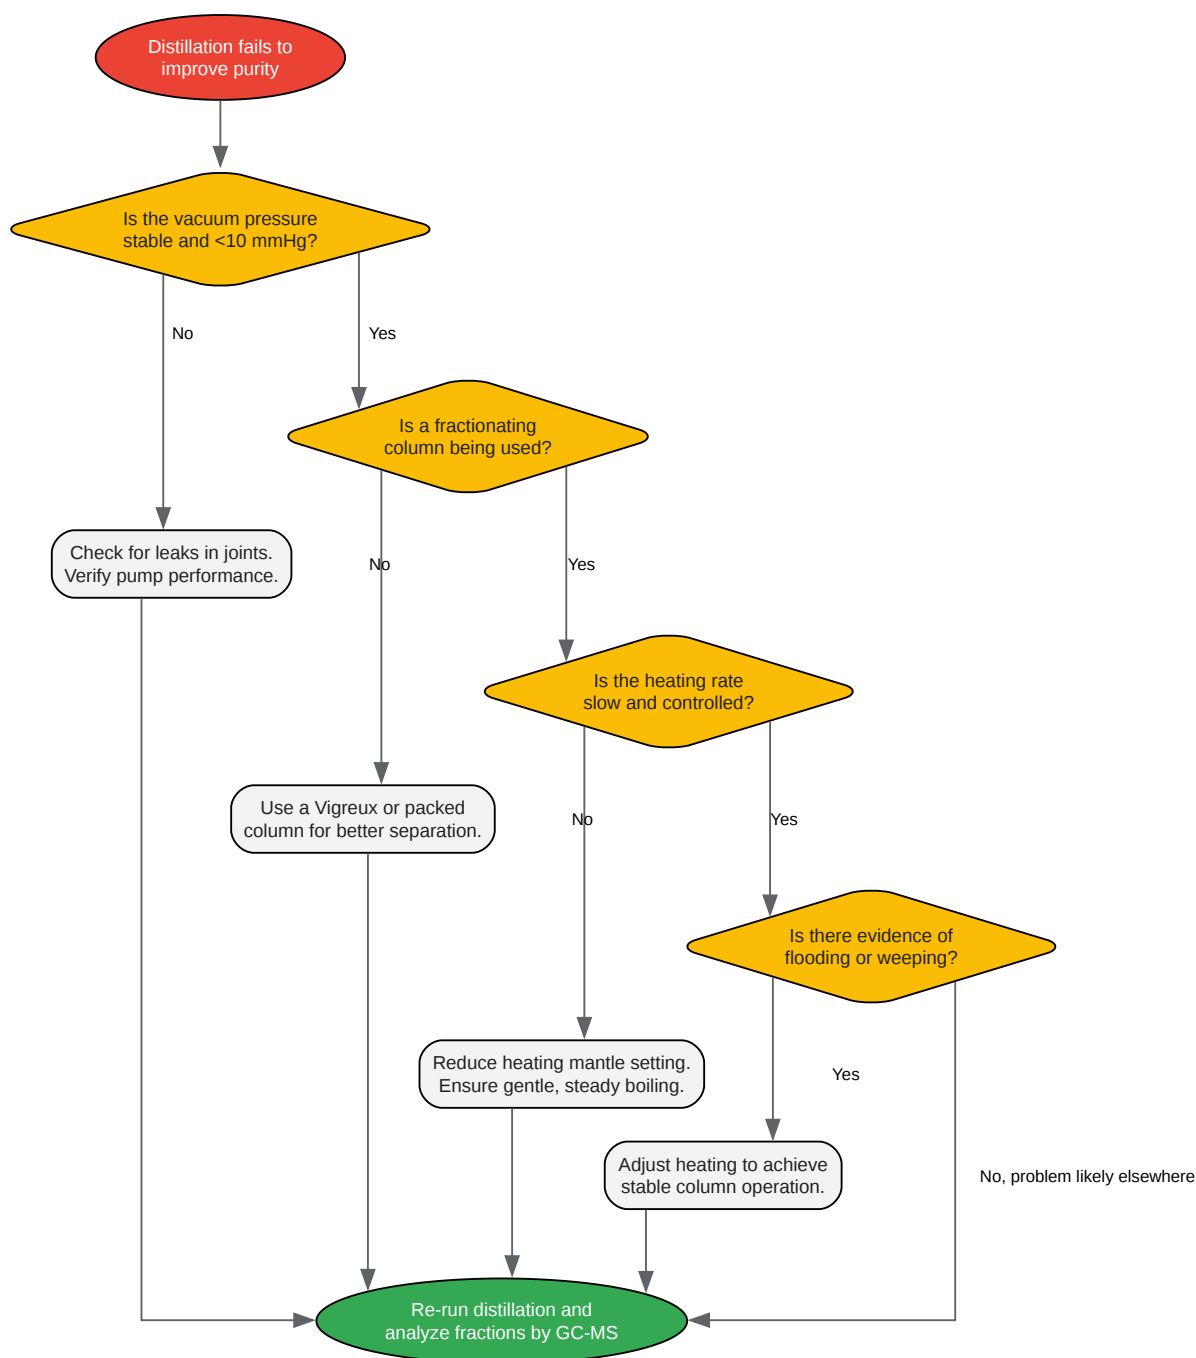 Distillation fails to
improve purity
Is the vacuum pressure
stable and <10 mmHg?
No
Yes
Is a fractionating
column being used?
Check for leaks in joints.
Verify pump performance.
No
Yes
Is the heating rate
slow and controlled?
Use a Vigreux or packed
column for better separation.
No
Yes
Is there evidence of
flooding or weeping?
Reduce heating mantle setting.
Ensure gentle, steady boiling.
Yes
Adjust heating to achieve
stable column operation.
No, problem likely elsewhere
Re-run distillation and
analyze fractions by GC-MS